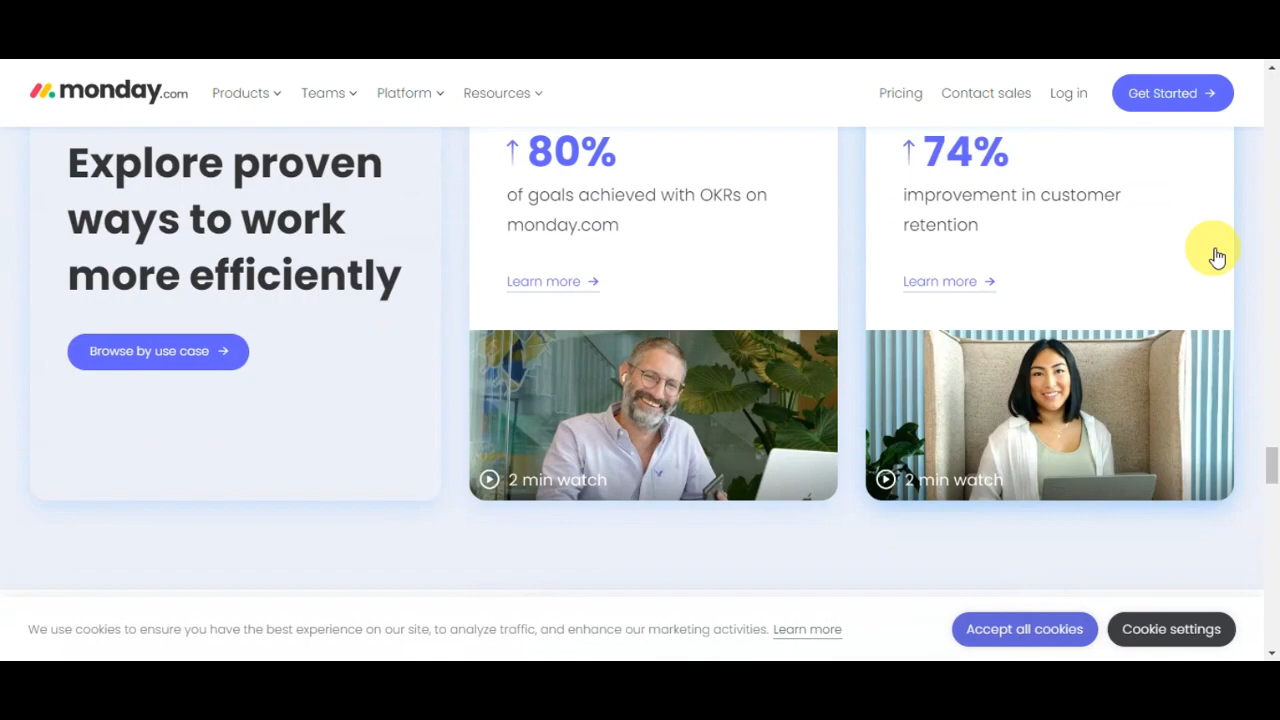 monday.com Products Teams Platform Resources Pricing Contact sales Log in Get Started →
Explore proven
ways to work
more efficiently
Browse by use case →
↑ 80%
of goals achieved with OKRs on
monday.com
Learn more →
2 min watch
↑ 74%
improvement in customer
retention
Learn more →
2 min watch
We use cookies to ensure you have the best experience on our site, to analyze traffic, and enhance our marketing activities. Learn more Accept all cookies Cookie settings